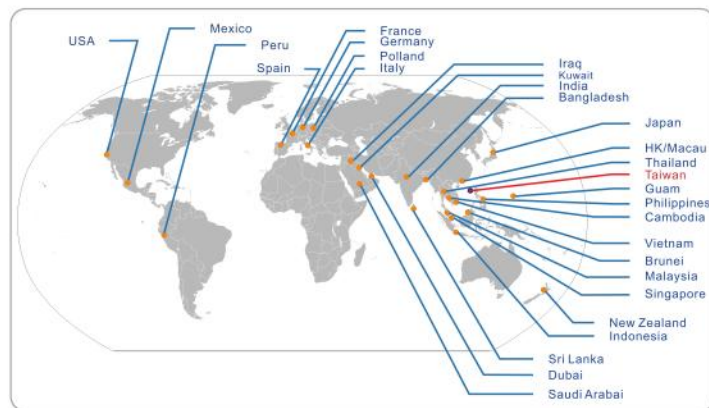 USA
Mexico
Peru
Spain
France
Germany
Polland
Italy
Iraq
Kuwait
India
Bangladesh
Japan
HK/Macau
Thailand
Taiwan
Guam
Philippines
Cambodia
Vietnam
Brunei
Malaysia
Singapore
New Zealand
Indonesia
Sri Lanka
Dubai
Saudi Arabai